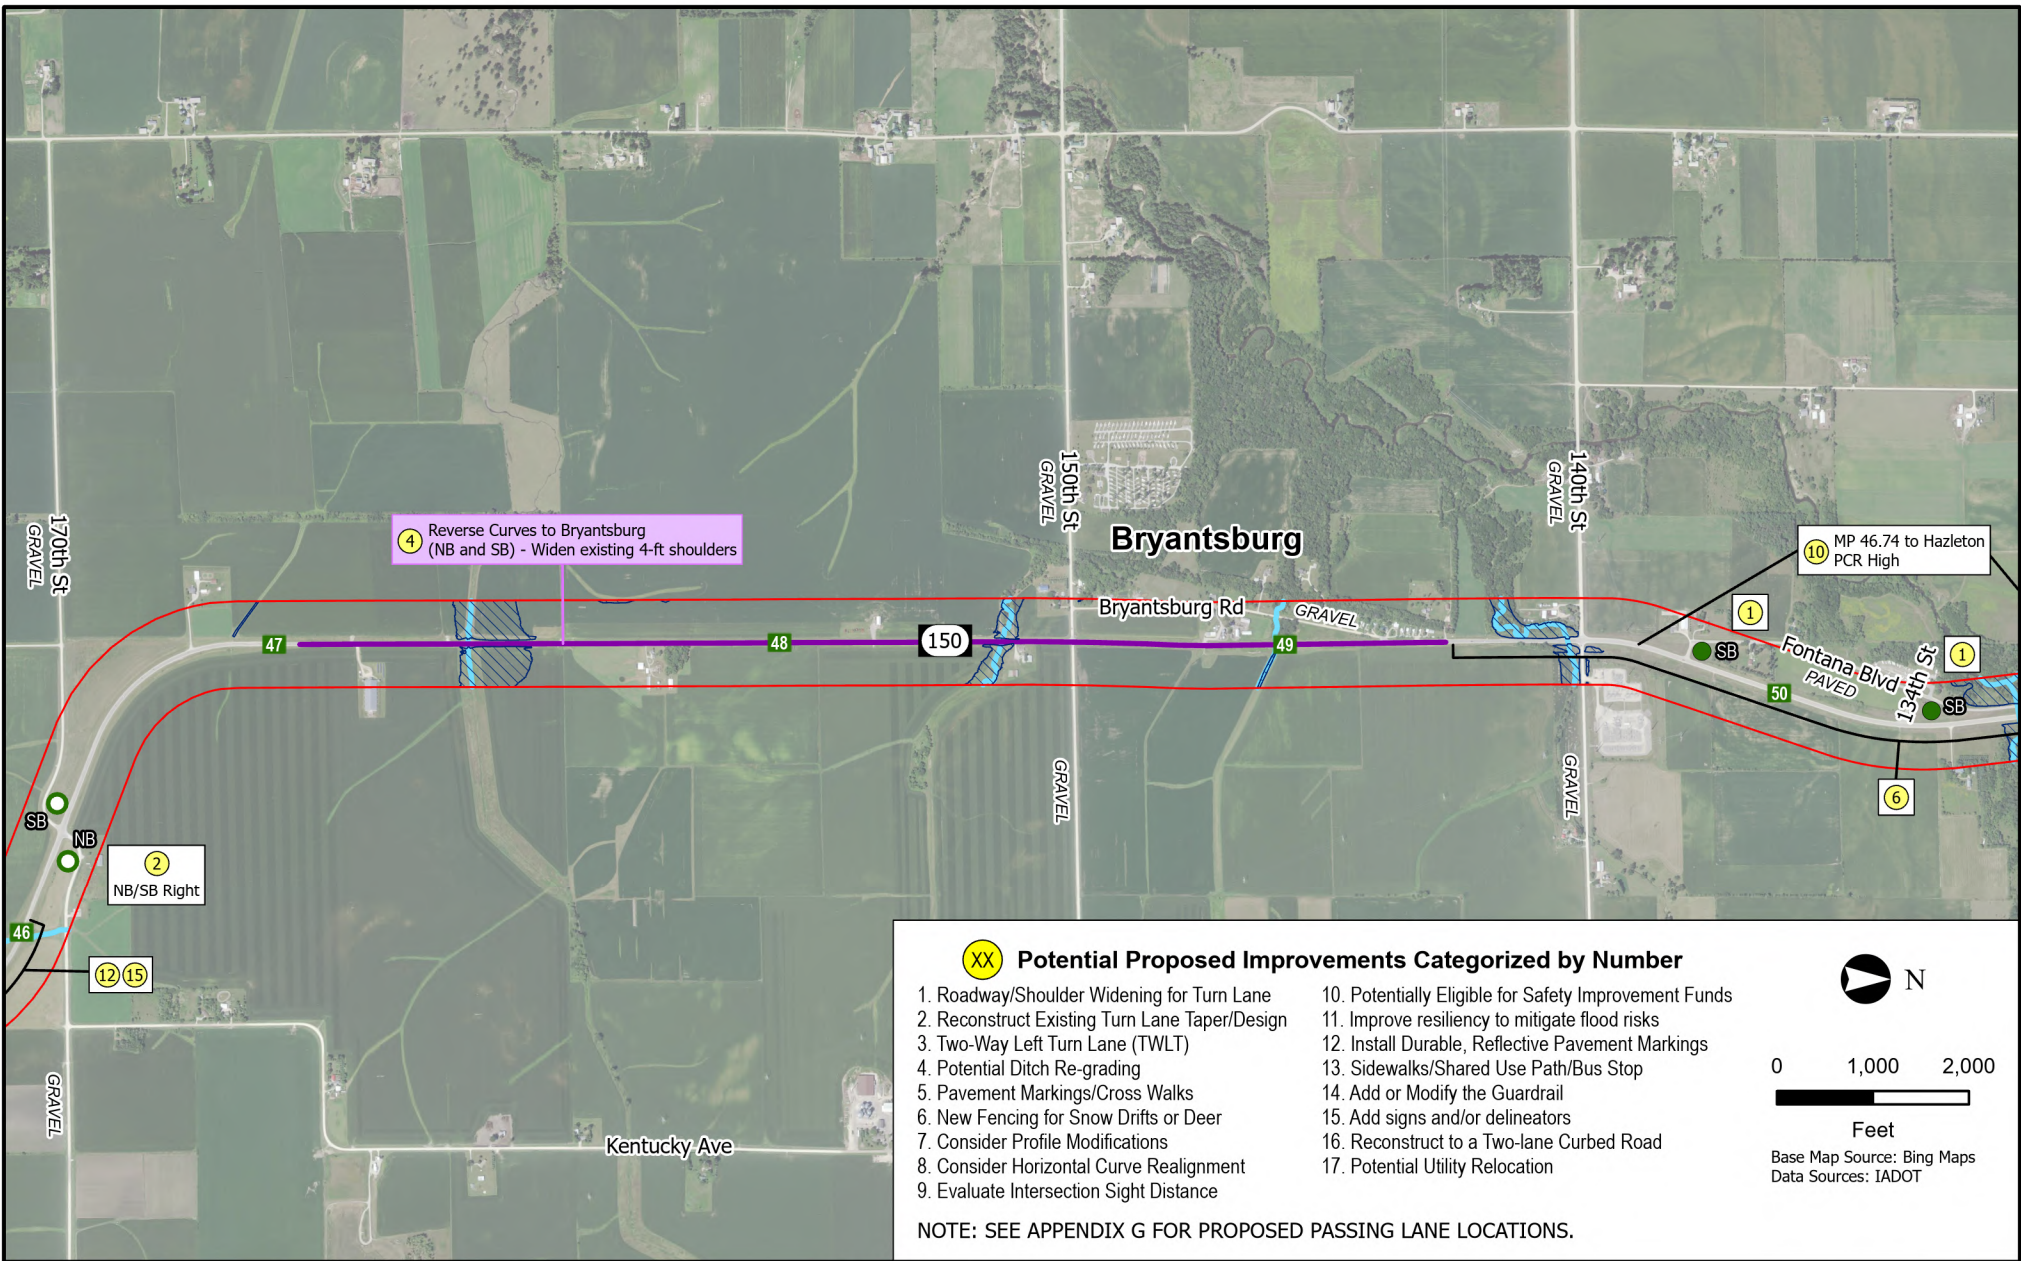 170th St
GRAVEL
150th St
GRAVEL
140th St
GRAVEL
4
Reverse Curves to Bryantsburg
(NB and SB) - Widen existing 4-ft shoulders
Bryantsburg
10
MP 46.74 to Hazleton
PCR High
Bryantsburg Rd
GRAVEL
1
1
47
48
150
49
SB
Fontana Blvd
PAVED
134th St
50
SB
GRAVEL
GRAVEL
6
SB
NB
2
NB/SB Right
46
12 15
GRAVEL
Kentucky Ave
XX Potential Proposed Improvements Categorized by Number
1. Roadway/Shoulder Widening for Turn Lane
2. Reconstruct Existing Turn Lane Taper/Design
3. Two-Way Left Turn Lane (TWLT)
4. Potential Ditch Re-grading
5. Pavement Markings/Cross Walks
6. New Fencing for Snow Drifts or Deer
7. Consider Profile Modifications
8. Consider Horizontal Curve Realignment
9. Evaluate Intersection Sight Distance
10. Potentially Eligible for Safety Improvement Funds
11. Improve resiliency to mitigate flood risks
12. Install Durable, Reflective Pavement Markings
13. Sidewalks/Shared Use Path/Bus Stop
14. Add or Modify the Guardrail
15. Add signs and/or delineators
16. Reconstruct to a Two-lane Curbed Road
17. Potential Utility Relocation
NOTE: SEE APPENDIX G FOR PROPOSED PASSING LANE LOCATIONS.
N
0 1,000 2,000
Feet
Base Map Source: Bing Maps
Data Sources: IADOT